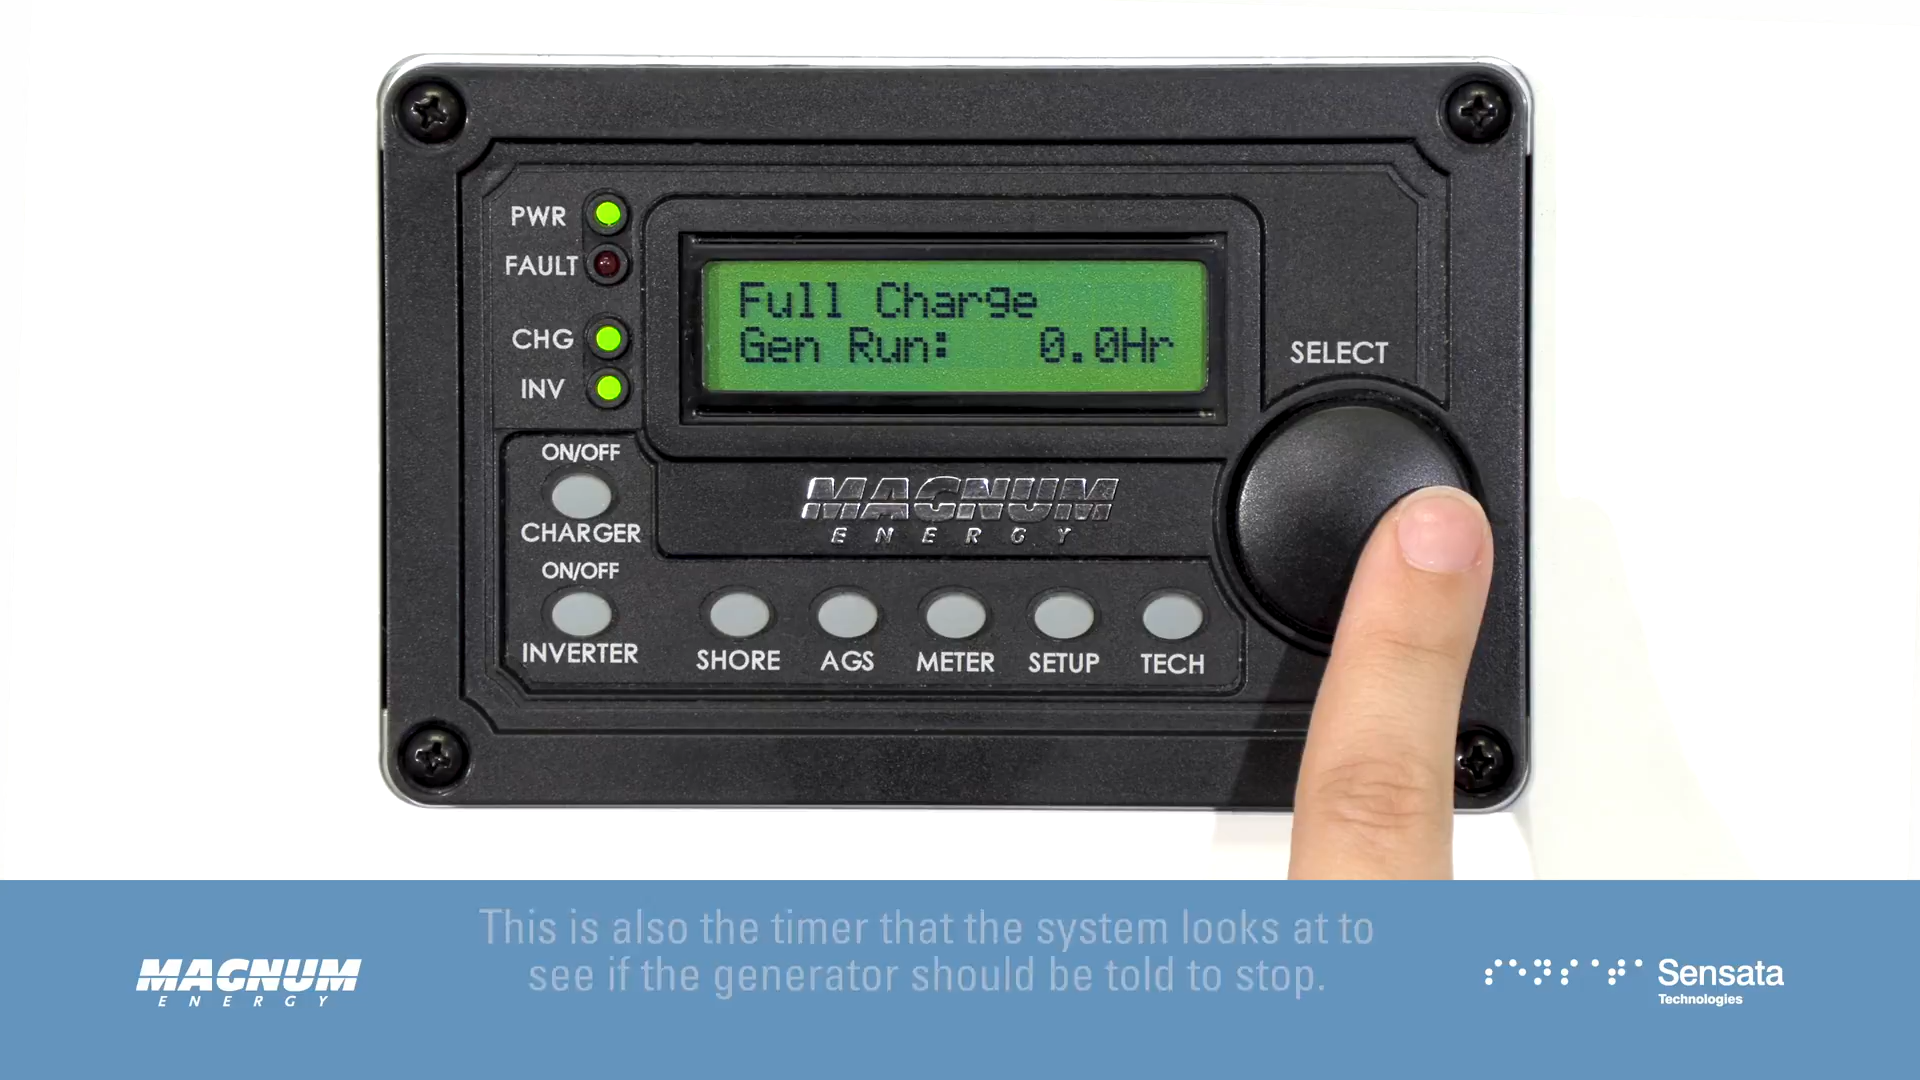 PWR
FAULT
CHG
INV
Full Charge
Gen Run: 0.0Hr
SELECT
ON/OFF
CHARGER
ON/OFF
INVERTER
MAGNUM
ENERGY
SHORE
AGS
METER
SETUP
TECH
This is also the timer that the system looks at to
see if the generator should be told to stop.
MAGNUM
ENERGY
Sensata
Technologies